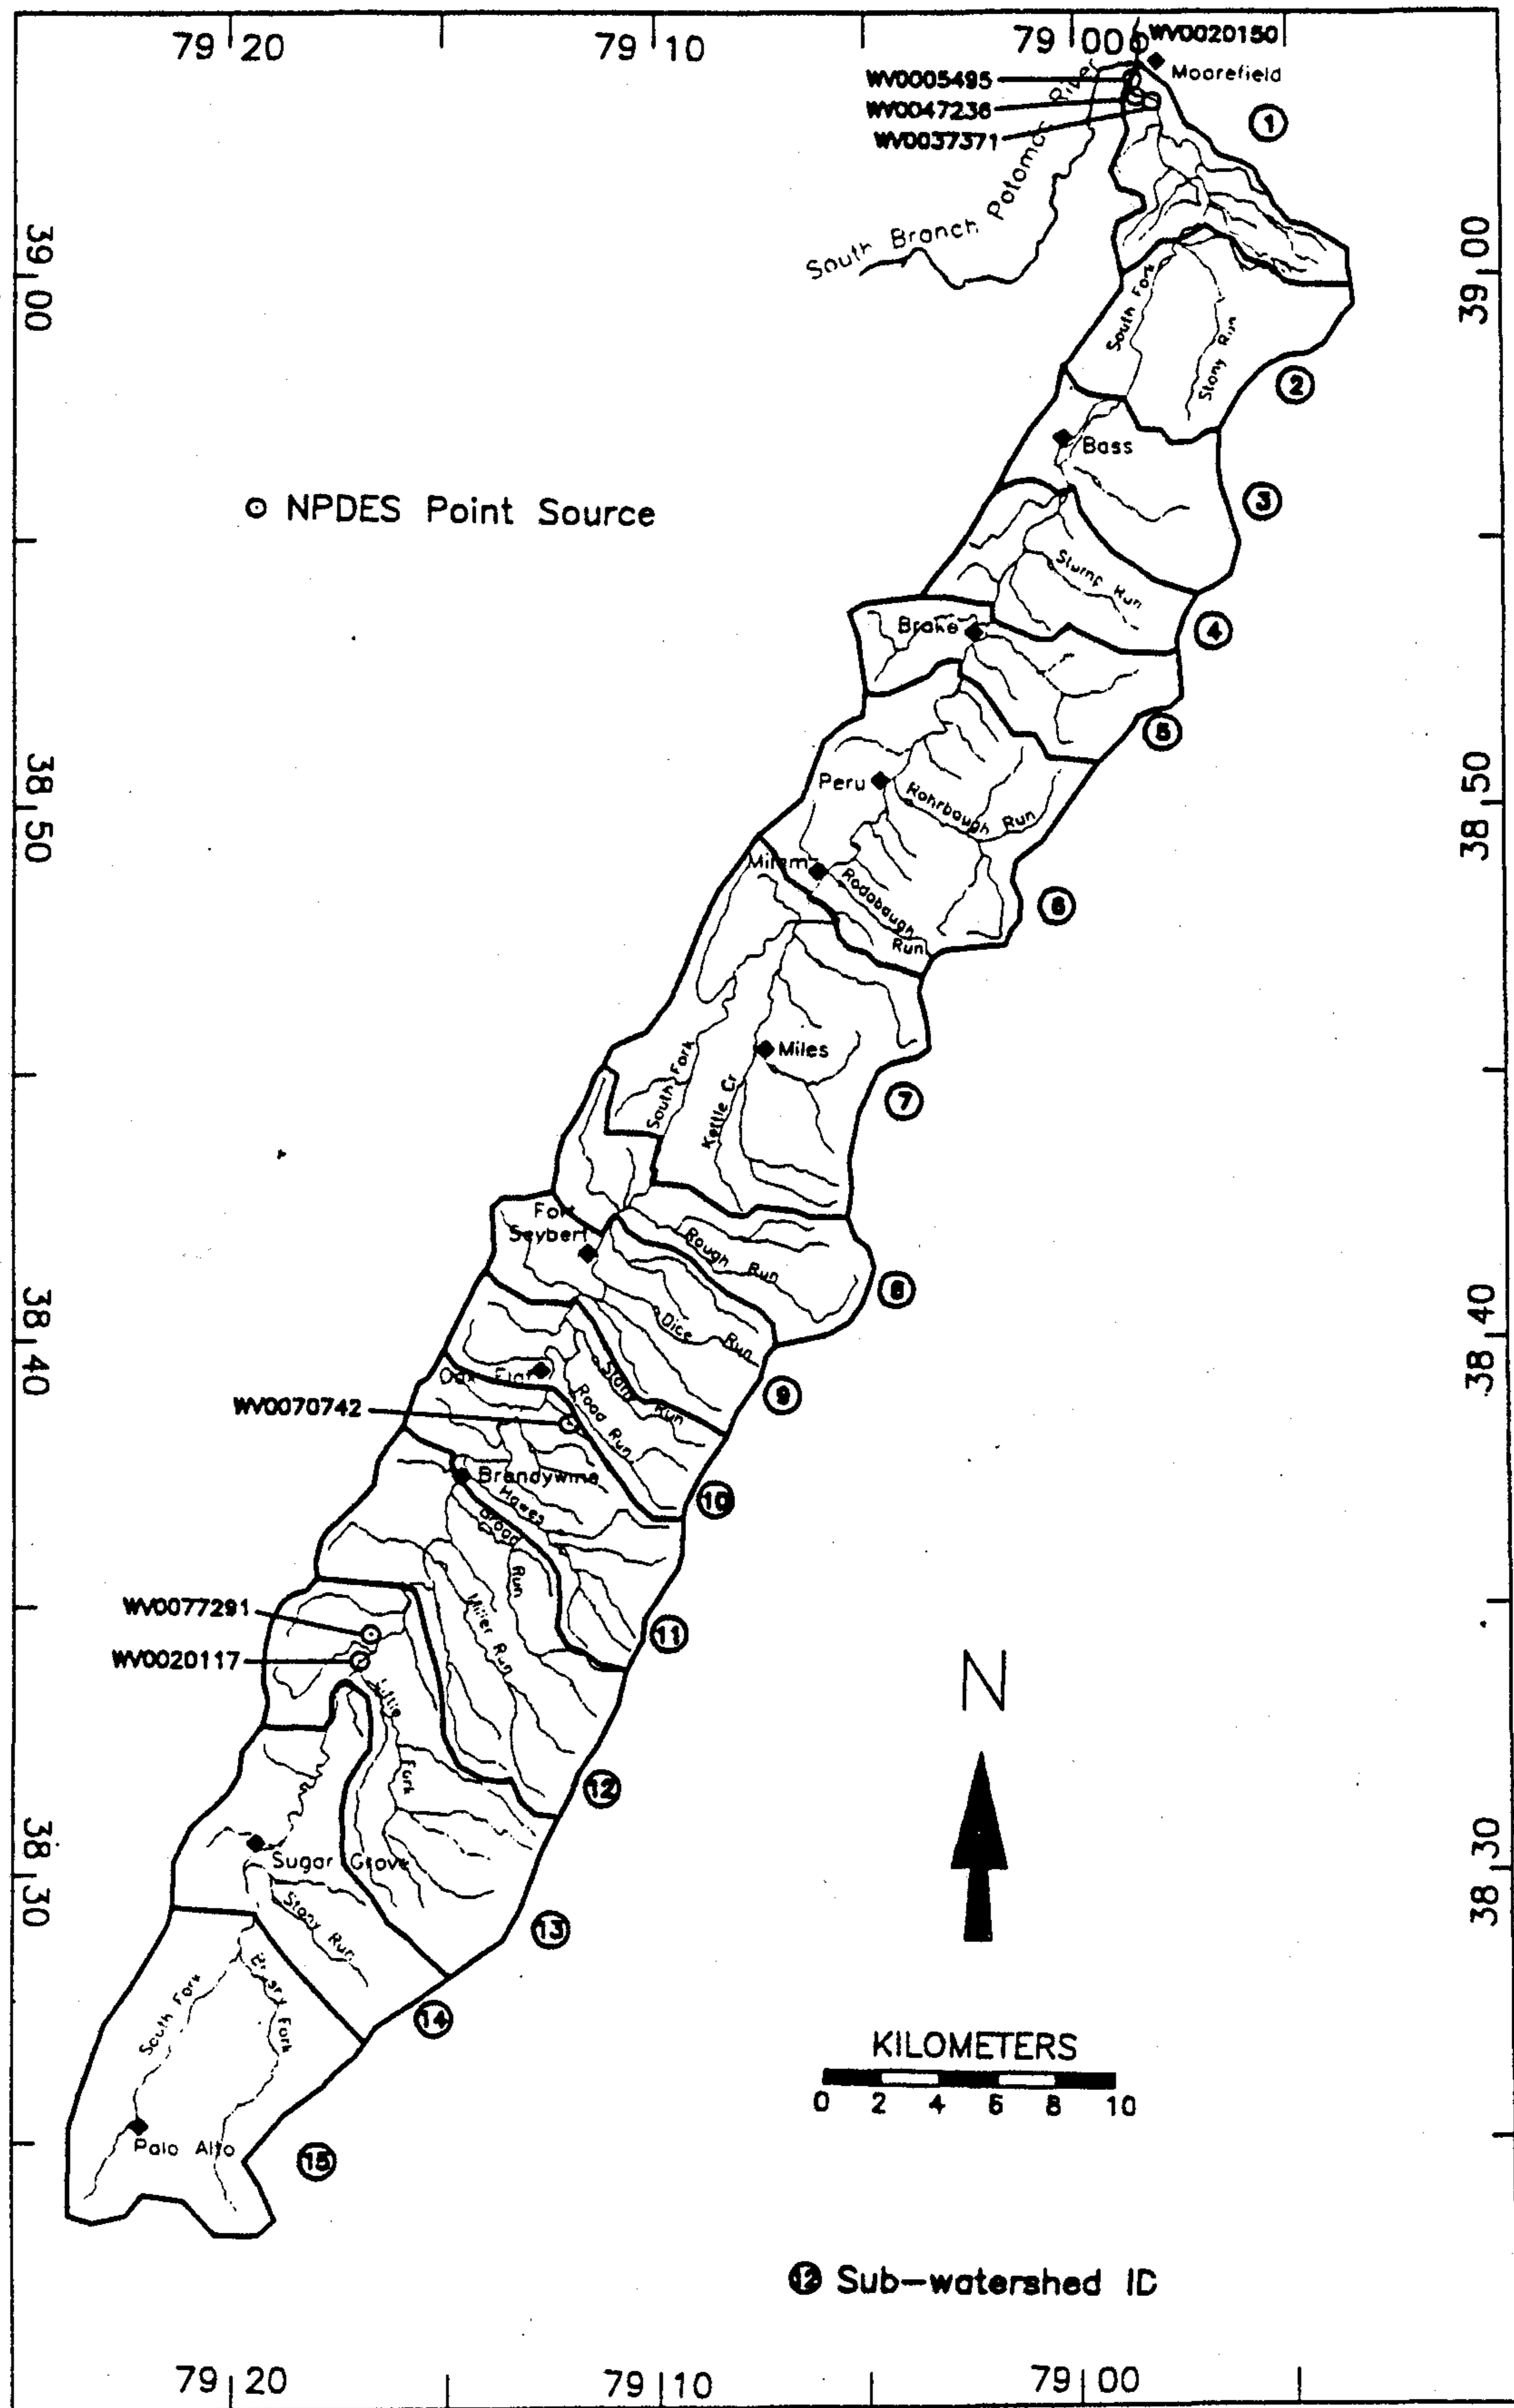 79 20
79 10
79 00
WV0020150
Moorefield
WV0005495
WV0047236
WV0037371
1
South Branch Potomac River
39 00
39 00
South Fork
Stony Run
2
Bass
3
NPDES Point Source
Stump Run
4
Brake
5
Peru
Rohrbaugh Run
38 50
38 50
Milam
Rodabaugh Run
6
Miles
South Fork
Kettle Cr
7
Fort
Seybert
Rough Run
8
Dice Run
38 40
38 40
9
Oak Flat
Stam Run
Road Run
WV0070742
Brandywine
Hawes
10
Broad Run
WV0077291
Miller Run
11
WV0020117
Little Fork
N
12
Sugar Grove
38 30
38 30
Stony Run
13
South Fork
Briery Fork
14
KILOMETERS
0 2 4 6 8 10
Palo Alto
15
12 Sub-watershed ID
79 20
79 10
79 00